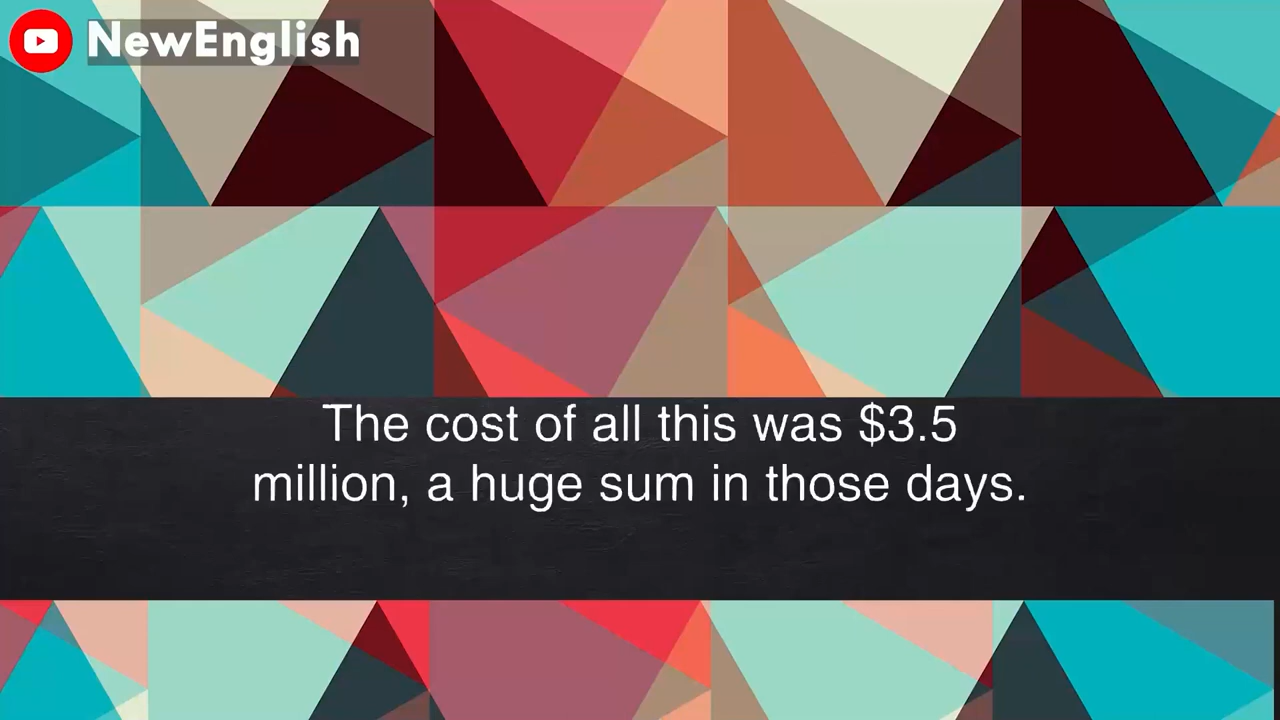 NewEnglish
The cost of all this was $3.5
million, a huge sum in those days.